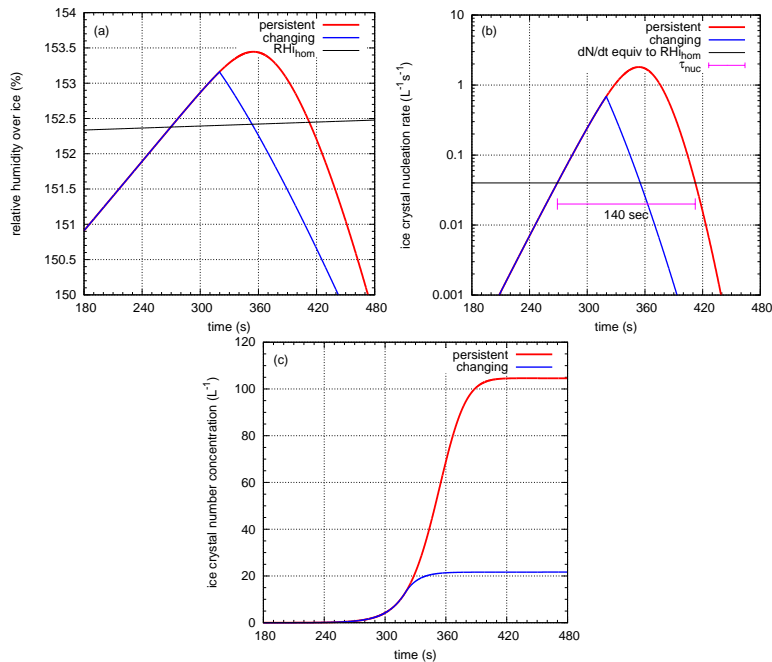 (a)
persistent
changing
RHi_hom
relative humidity over ice (%)
154
153.5
153
152.5
152
151.5
151
150.5
150
180 240 300 360 420 480
time (s)
(b)
persistent
changing
dN/dt equiv to RHi_hom
τ_nuc
ice crystal nucleation rate (L⁻¹s⁻¹)
10
1
0.1
0.01
0.001
140 sec
180 240 300 360 420 480
time (s)
(c)
persistent
changing
ice crystal number concentration (L⁻¹)
120
100
80
60
40
20
0
180 240 300 360 420 480
time (s)